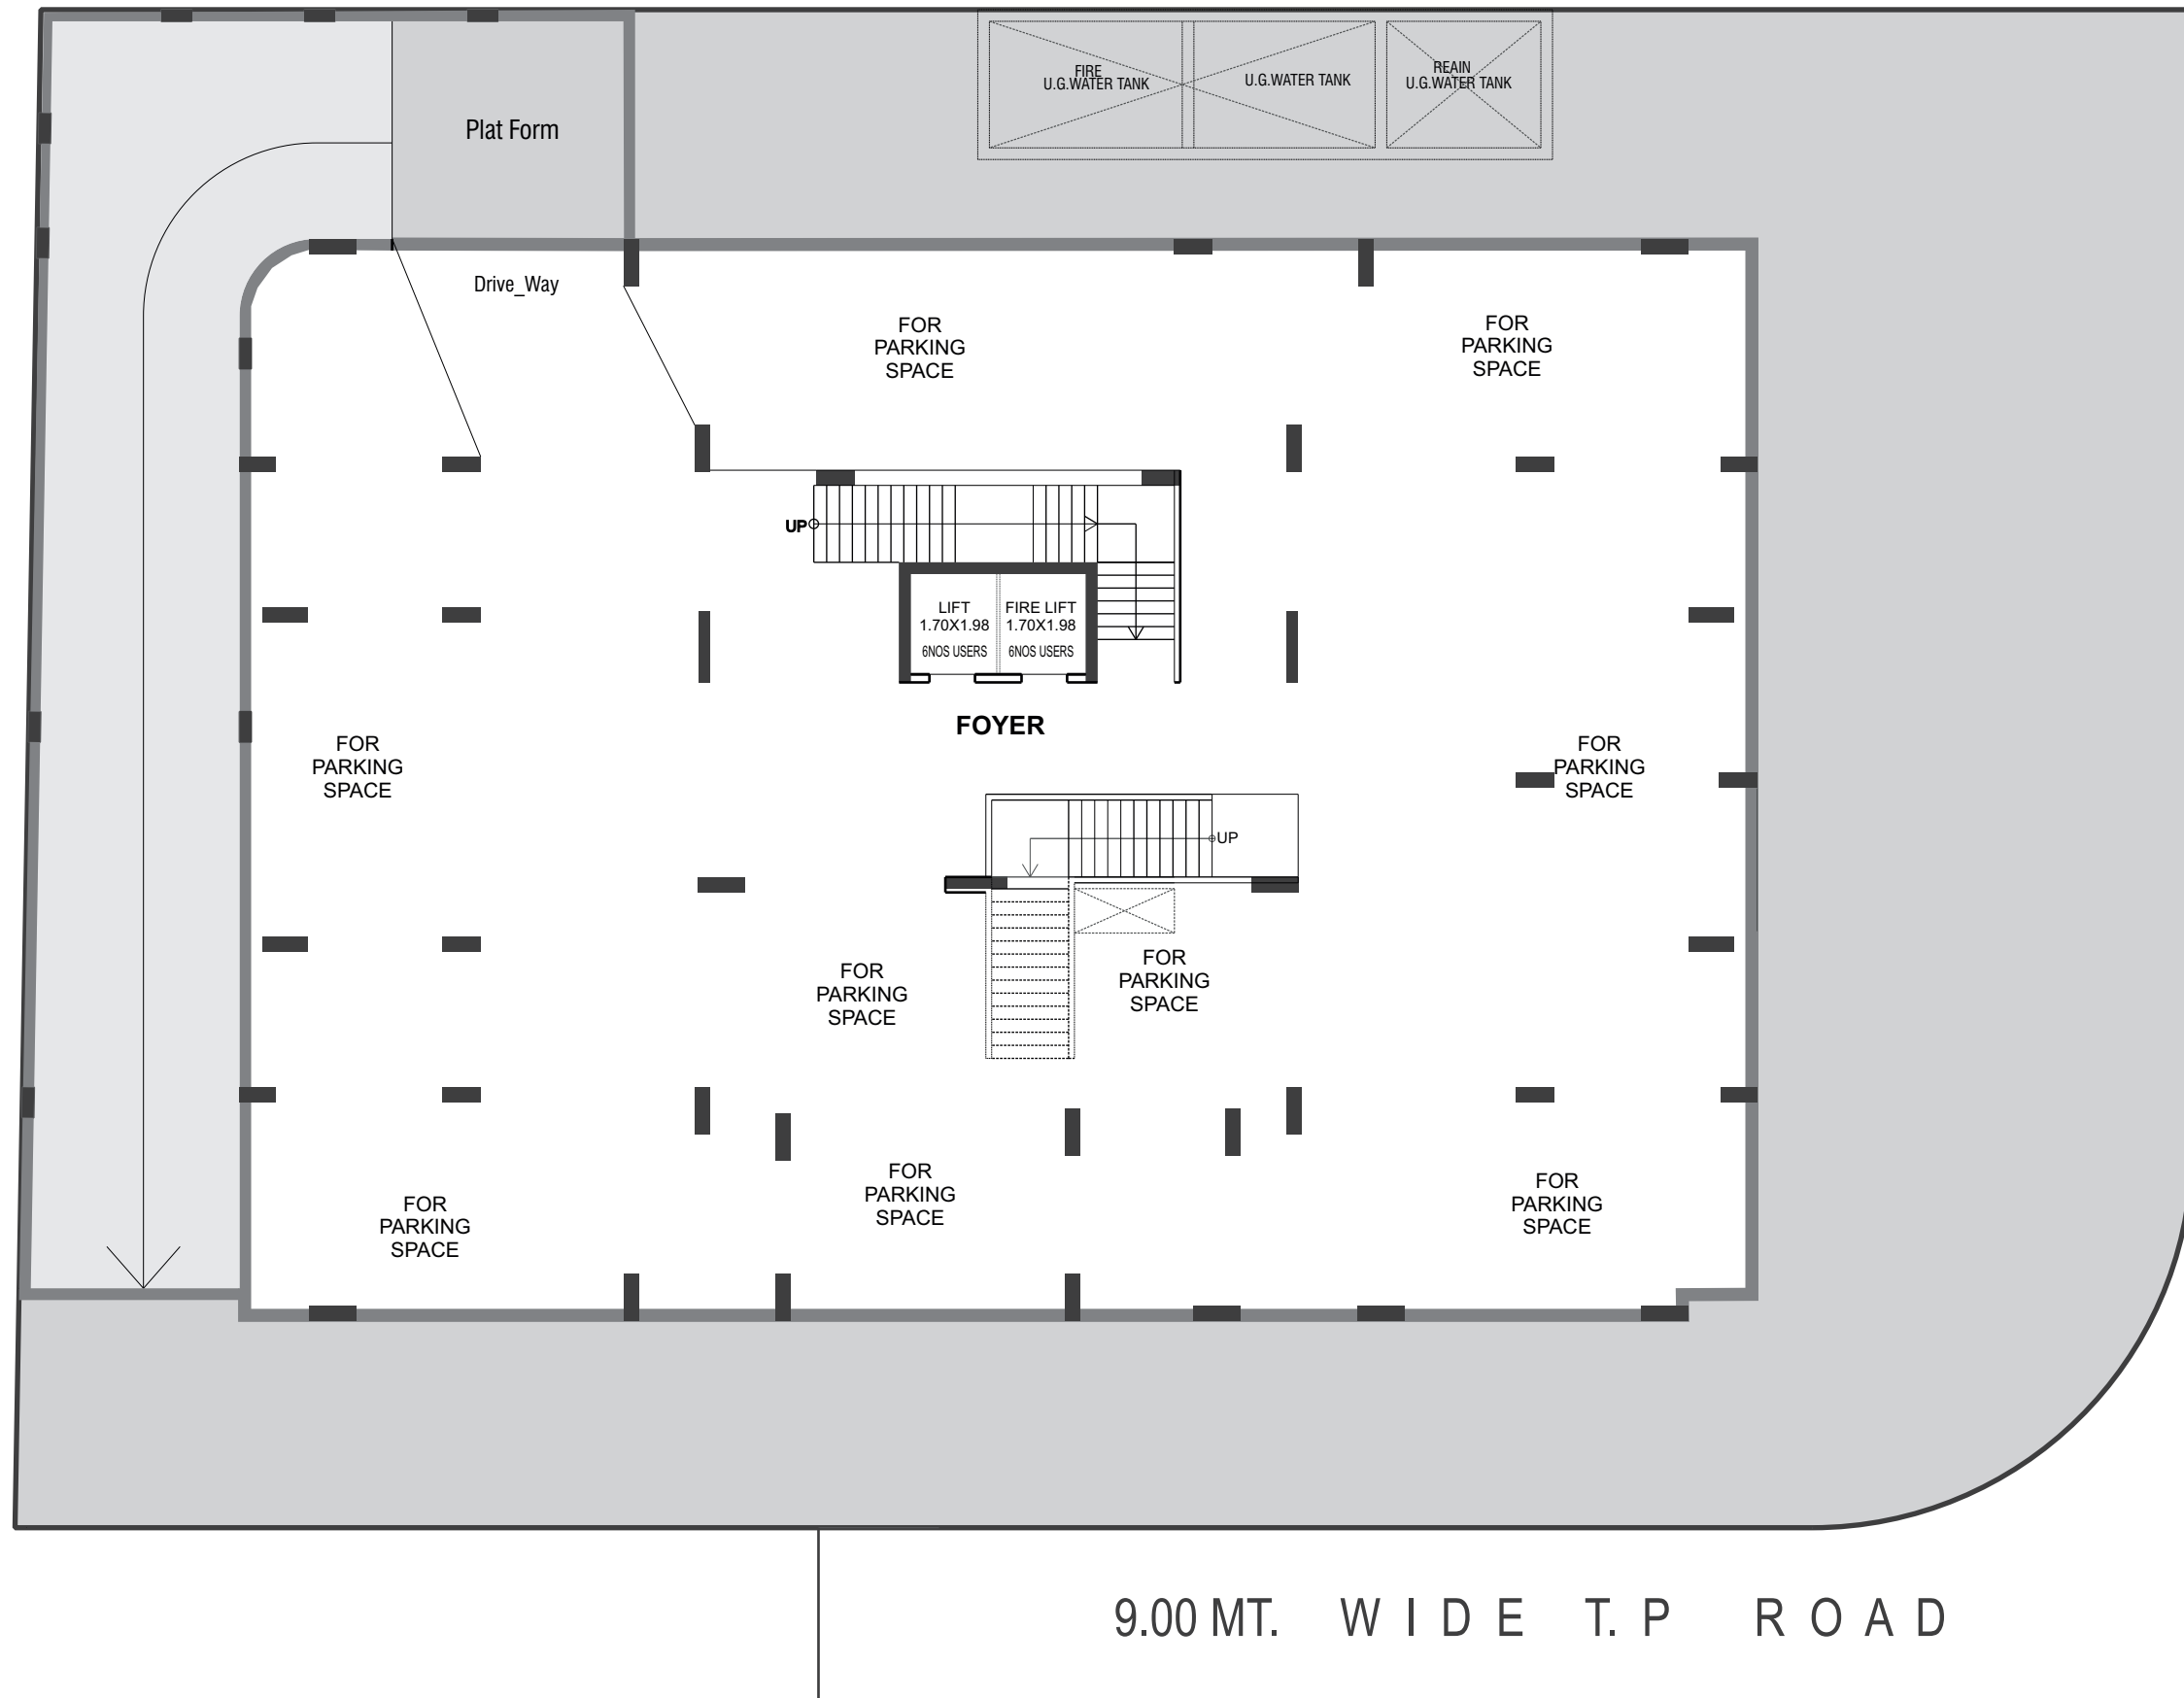 FIRE
U.G.WATER TANK
U.G.WATER TANK
REAIN
U.G.WATER TANK
Plat Form
Drive_Way
FOR
PARKING
SPACE
FOR
PARKING
SPACE
UP
LIFT
1.70X1.98
6NOS USERS
FIRE LIFT
1.70X1.98
6NOS USERS
FOYER
FOR
PARKING
SPACE
FOR
PARKING
SPACE
UP
FOR
PARKING
SPACE
FOR
PARKING
SPACE
FOR
PARKING
SPACE
FOR
PARKING
SPACE
FOR
PARKING
SPACE
9.00 MT. WIDE T.P ROAD